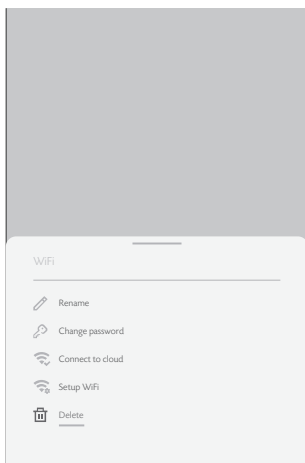 WiFi
Rename
Change password
Connect to cloud
Setup WiFi
Delete